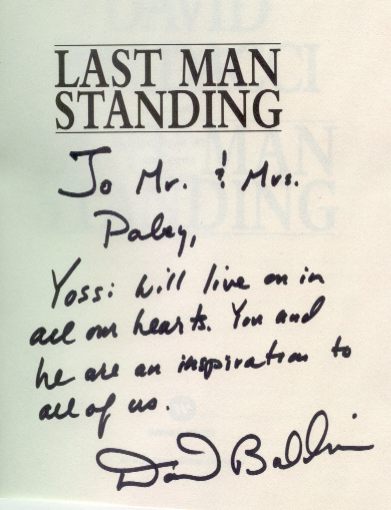 LAST MAN
STANDING
To Mr. & Mrs.
Paley,
Yossi will live on in
all our hearts. You and
he are an inspiration to
all of us.
David Baldacci